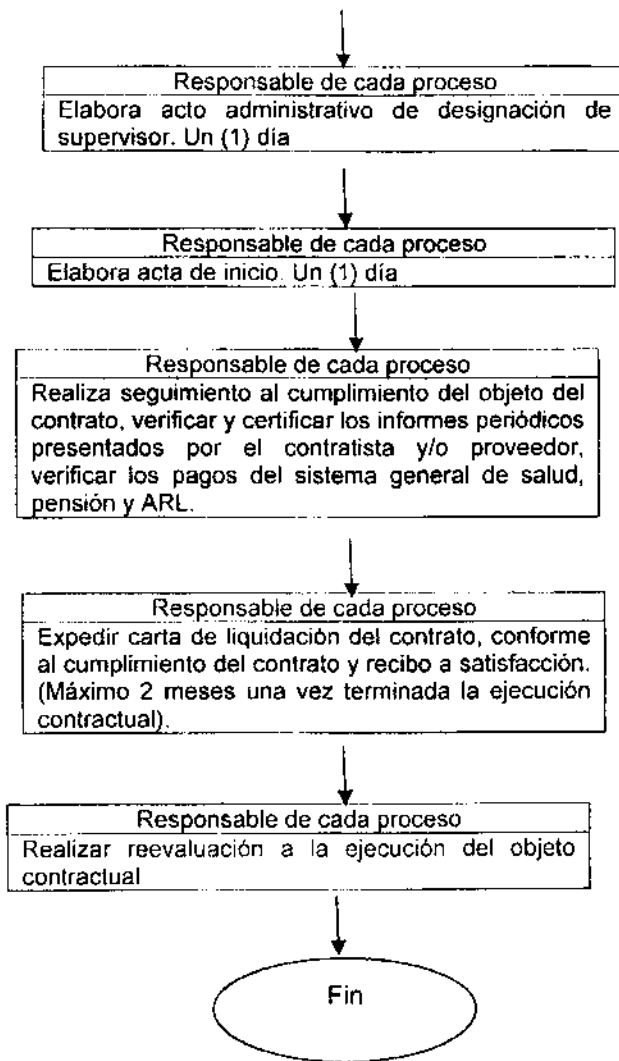 Responsable de cada proceso
Elabora acto administrativo de designación de
supervisor. Un (1) día
Responsable de cada proceso
Elabora acta de inicio. Un (1) día
Responsable de cada proceso
Realiza seguimiento al cumplimiento del objeto del
contrato, verificar y certificar los informes periódicos
presentados por el contratista y/o proveedor,
verificar los pagos del sistema general de salud,
pensión y ARL.
Responsable de cada proceso
Expedir carta de liquidación del contrato, conforme
al cumplimiento del contrato y recibo a satisfacción.
(Máximo 2 meses una vez terminada la ejecución
contractual).
Responsable de cada proceso
Realizar reevaluación a la ejecución del objeto
contractual
Fin